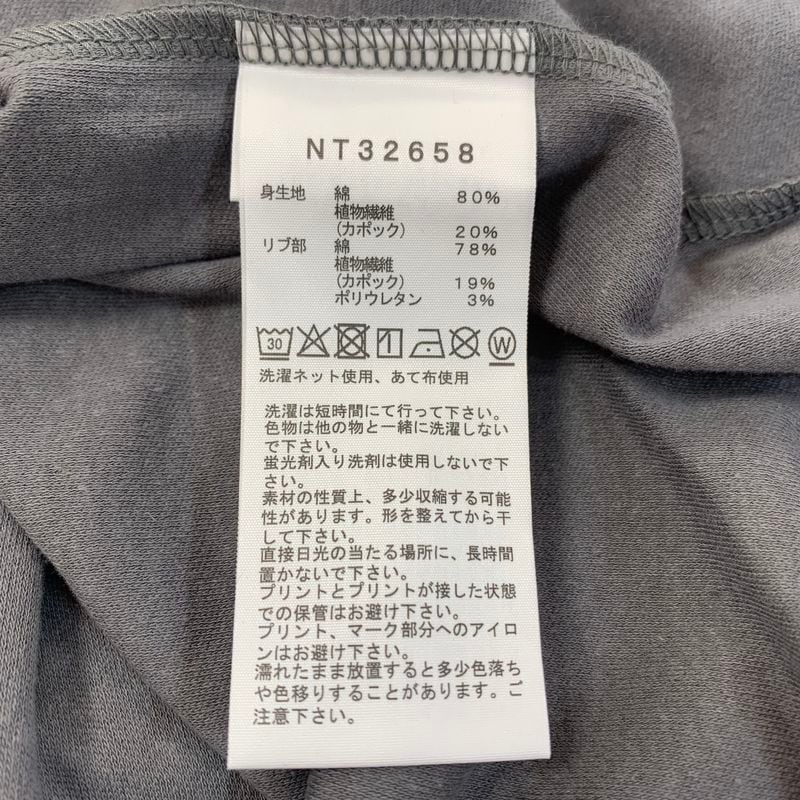 NT32658
身生地 綿 80%
植物繊維
(カポック) 20%
リブ部 綿 78%
植物繊維
(カポック) 19%
ポリウレタン 3%
30 W
洗濯ネット使用、あて布使用
洗濯は短時間にて行って下さい。
色物は他の物と一緒に洗濯しない
で下さい。
蛍光剤入り洗剤は使用しないで下
さい。
素材の性質上、多少収縮する可能
性があります。形を整えてから干
して下さい。
直接日光の当たる場所に、長時間
置かないで下さい。
プリントとプリントが接した状態
での保管はお避け下さい。
プリント、マーク部分へのアイロ
ンはお避け下さい。
濡れたまま放置すると多少色落ち
や色移りすることがあります。ご
注意下さい。